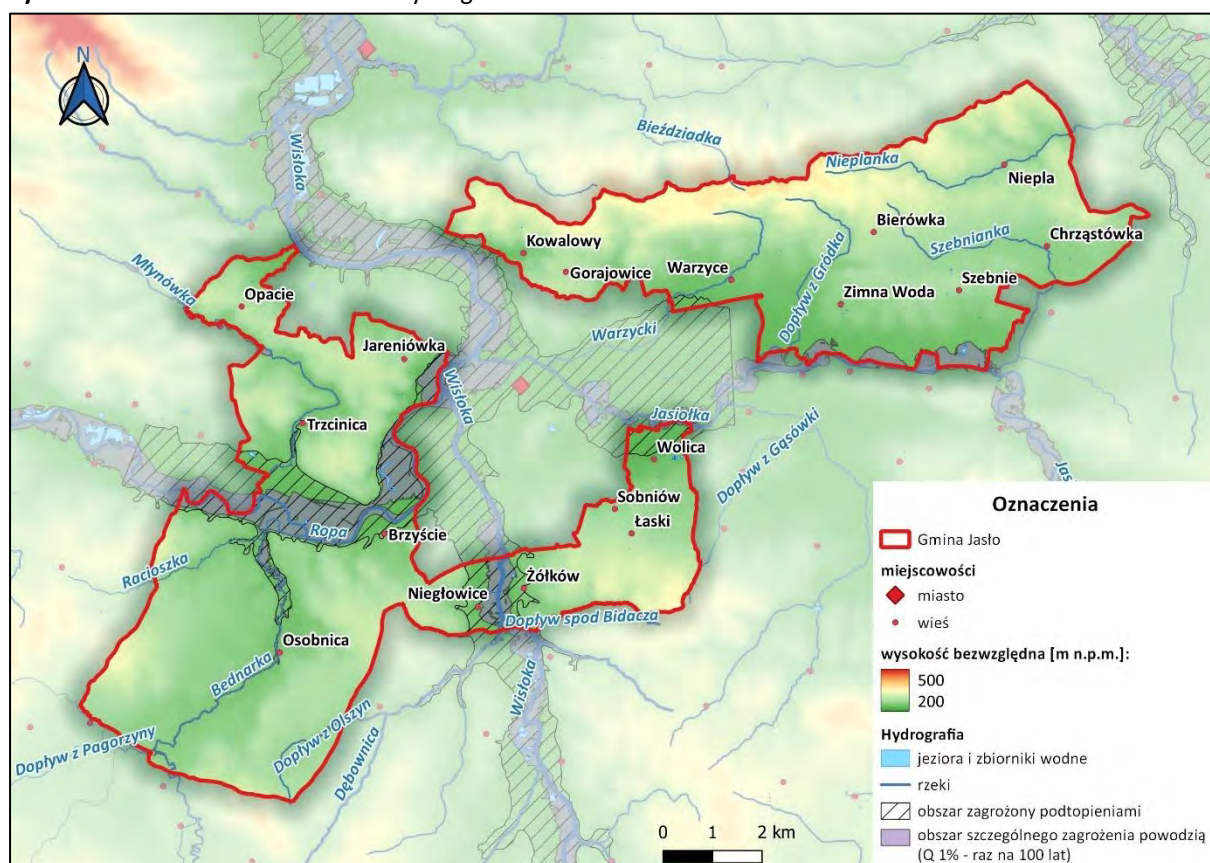 N
Wisłoka
Bieździadka
Nieplanka
Niepla
Bierówka
Kowalowy
Szebnianka
Chrząstówka
Gorajowice
Warzyce
Dopływ z Gródka
Szebnie
Zimna Woda
Młynówka
Opacie
Warzycki
Jareniówka
Wisłoka
Trzcinica
Jasiołka
Wolica
Dopływ z Gąsówki
Sobniów
Łaski
Ropa
Brzyście
Racioszka
Niegłowice
Żółków
Dopływ spod Bidacza
Osobnica
Bednarka
Wisłoka
Dopływ z Olszyn
Dopływ z Pagorzyny
Dębownica
Oznaczenia
Gmina Jasło
miejscowości
miasto
wieś
wysokość bezwzględna [m n.p.m.]:
500
200
Hydrografia
jeziora i zbiorniki wodne
rzeki
obszar zagrożony podtopieniami
obszar szczególnego zagrożenia powodzią
(Q 1% - raz na 100 lat)
0 1 2 km